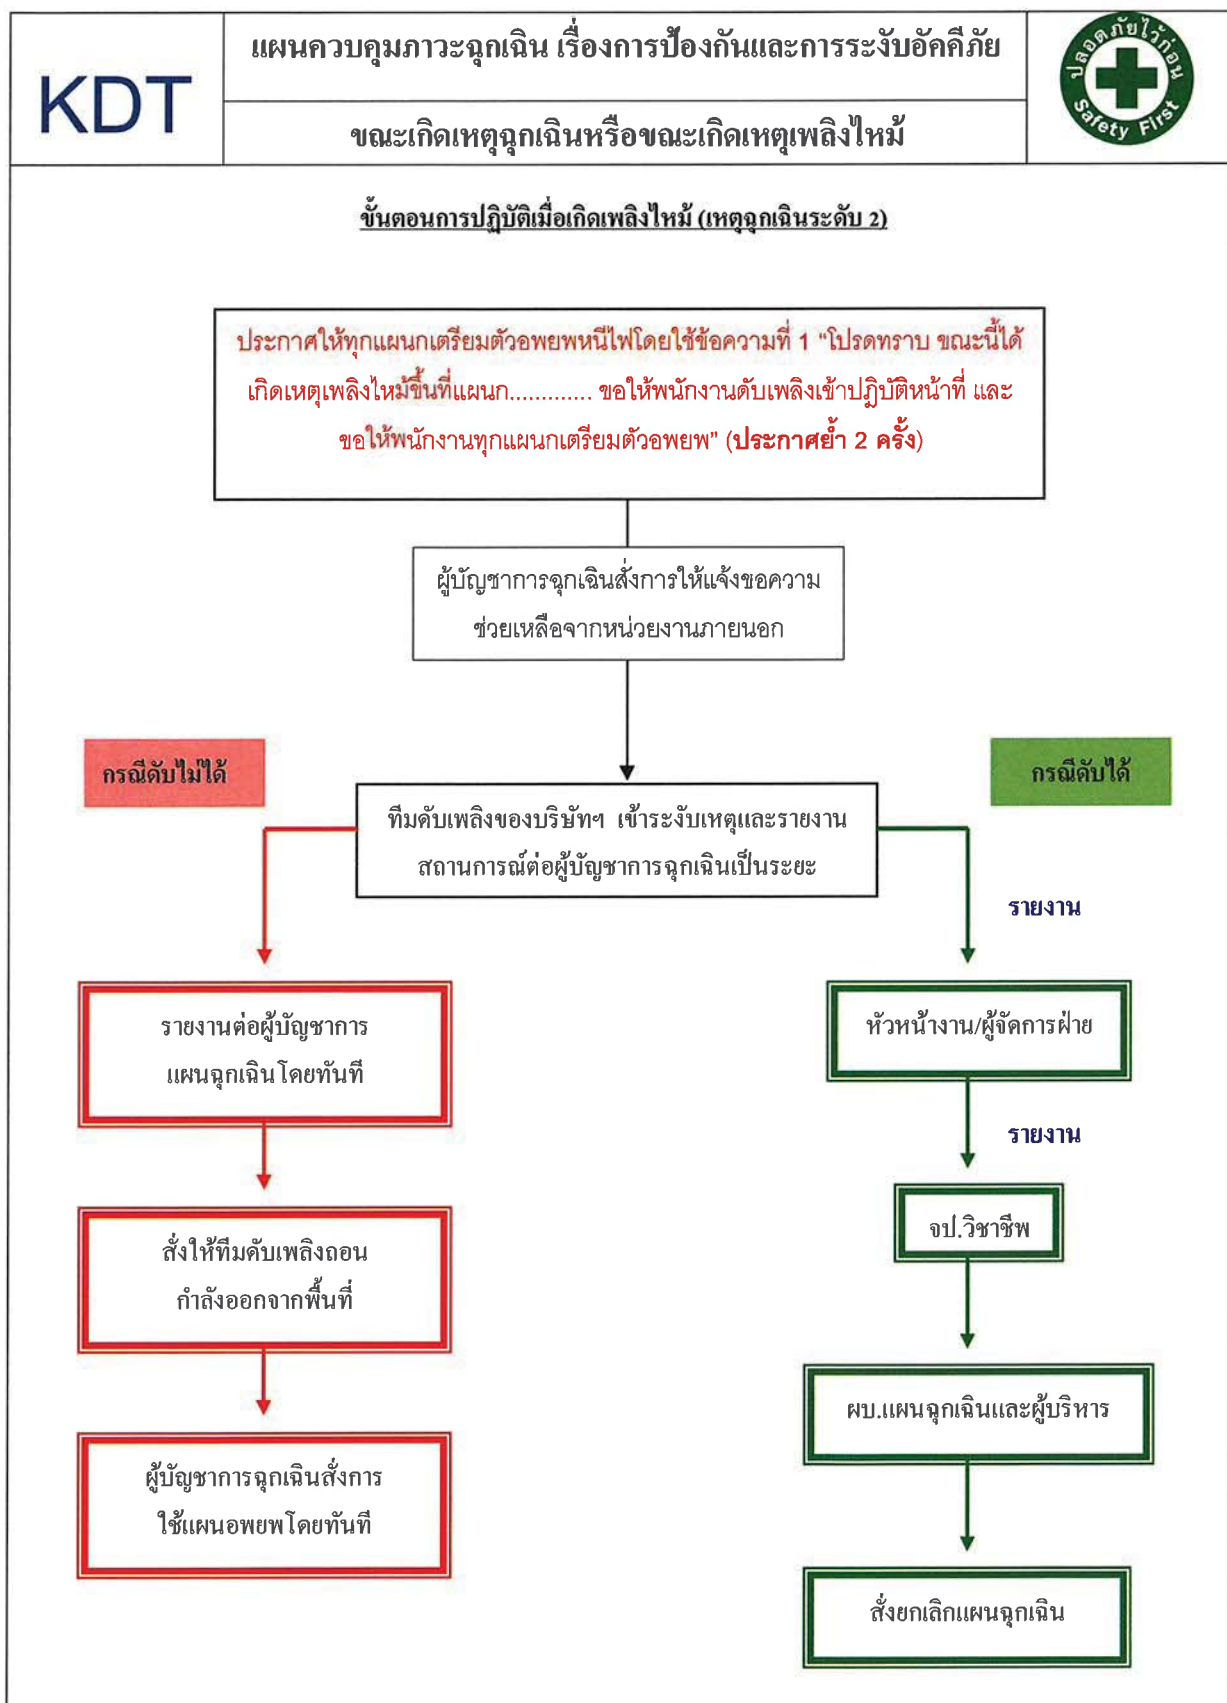 KDT
แผนควบคุมภาวะฉุกเฉิน เรื่องการป้องกันและการระงับอัคคีภัย
ขณะเกิดเหตุฉุกเฉินหรือขณะเกิดเหตุเพลิงไหม้
ปลอดภัยไว้ก่อน
Safety First
ขั้นตอนการปฏิบัติเมื่อเกิดเพลิงไหม้ (เหตุฉุกเฉินระดับ 2)
ประกาศให้ทุกแผนกเตรียมตัวอพยพหนีไฟโดยใช้ข้อความที่ 1 "โปรดทราบ ขณะนี้ได้
เกิดเหตุเพลิงไหม้ขึ้นที่แผนก............. ขอให้พนักงานดับเพลิงเข้าปฏิบัติหน้าที่ และ
ขอให้พนักงานทุกแผนกเตรียมตัวอพยพ" (ประกาศย้ำ 2 ครั้ง)
ผู้บัญชาการฉุกเฉินสั่งการให้แจ้งขอความ
ช่วยเหลือจากหน่วยงานภายนอก
กรณีดับไม่ได้
กรณีดับได้
ทีมดับเพลิงของบริษัทฯ เข้าระงับเหตุและรายงาน
สถานการณ์ต่อผู้บัญชาการฉุกเฉินเป็นระยะ
รายงาน
รายงานต่อผู้บัญชาการ
แผนฉุกเฉินโดยทันที
หัวหน้างาน/ผู้จัดการฝ่าย
รายงาน
จป.วิชาชีพ
สั่งให้ทีมดับเพลิงถอน
กำลังออกจากพื้นที่
ผบ.แผนฉุกเฉินและผู้บริหาร
ผู้บัญชาการฉุกเฉินสั่งการ
ใช้แผนอพยพโดยทันที
สั่งยกเลิกแผนฉุกเฉิน